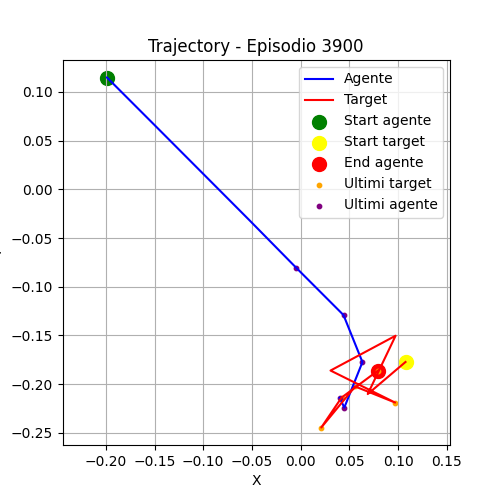 Trajectory - Episodio 3900
Agente
Target
Start agente
Start target
End agente
Ultimi target
Ultimi agente
0.10
0.05
0.00
−0.05
−0.10
−0.15
−0.20
−0.25
−0.20 −0.15 −0.10 −0.05 0.00 0.05 0.10 0.15
X